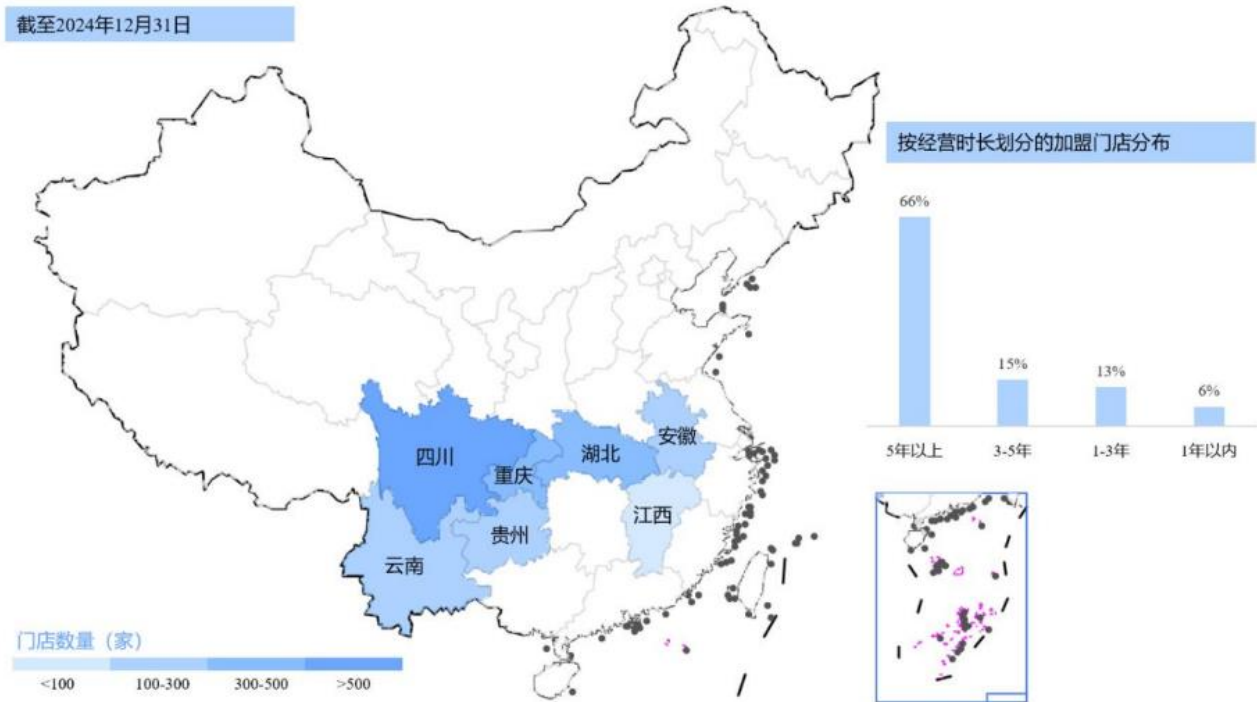 截至2024年12月31日
按经营时长划分的加盟门店分布
66%
15%
13%
6%
5年以上
3-5年
1-3年
1年以内
四川
重庆
湖北
安徽
江西
贵州
云南
门店数量（家）
<100
100-300
300-500
>500